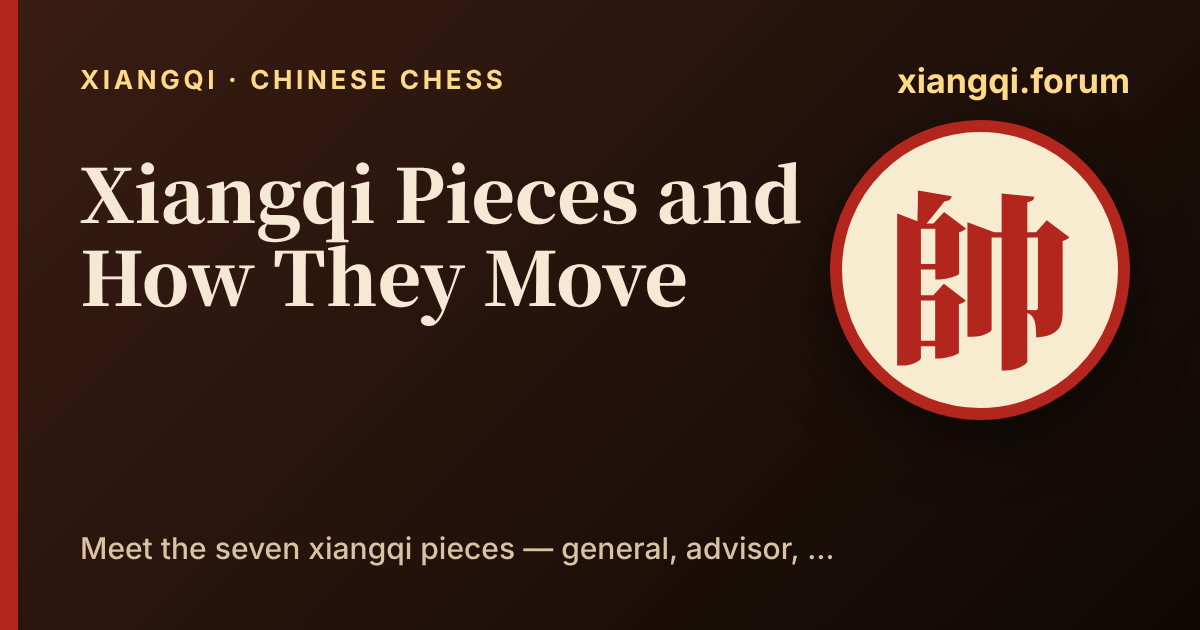 XIANGQI · CHINESE CHESS
xiangqi.forum
Xiangqi Pieces and
How They Move
帥
Meet the seven xiangqi pieces — general, advisor, …